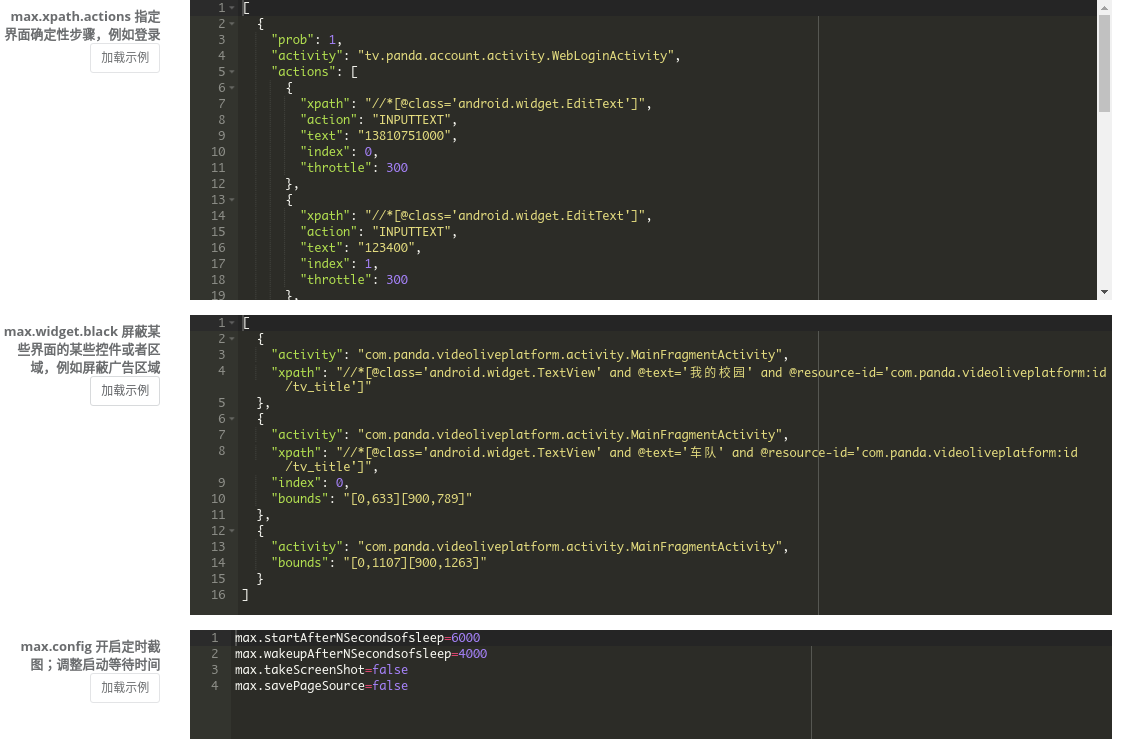 max.xpath.actions 指定
界面确定性步骤，例如登录
加载示例
1 [
2 {
3 "prob": 1,
4 "activity": "tv.panda.account.activity.WebLoginActivity",
5 "actions": [
6 {
7 "xpath": "//*[@class='android.widget.EditText']",
8 "action": "INPUTTEXT",
9 "text": "13810751000",
10 "index": 0,
11 "throttle": 300
12 },
13 {
14 "xpath": "//*[@class='android.widget.EditText']",
15 "action": "INPUTTEXT",
16 "text": "123400",
17 "index": 1,
18 "throttle": 300
19 },
max.widget.black 屏蔽某
些界面的某些控件或者区
域，例如屏蔽广告区域
加载示例
1 [
2 {
3 "activity": "com.panda.videoliveplatform.activity.MainFragmentActivity",
4 "xpath": "//*[@class='android.widget.TextView' and @text='我的校园' and @resource-id='com.panda.videoliveplatform:id
/tv_title']"
5 },
6 {
7 "activity": "com.panda.videoliveplatform.activity.MainFragmentActivity",
8 "xpath": "//*[@class='android.widget.TextView' and @text='车队' and @resource-id='com.panda.videoliveplatform:id
/tv_title']",
9 "index": 0,
10 "bounds": "[0,633][900,789]"
11 },
12 {
13 "activity": "com.panda.videoliveplatform.activity.MainFragmentActivity",
14 "bounds": "[0,1107][900,1263]"
15 }
16 ]
max.config 开启定时截
图；调整启动等待时间
加载示例
1 max.startAfterNSecondsofsleep=6000
2 max.wakeupAfterNSecondsofsleep=4000
3 max.takeScreenShot=false
4 max.savePageSource=false